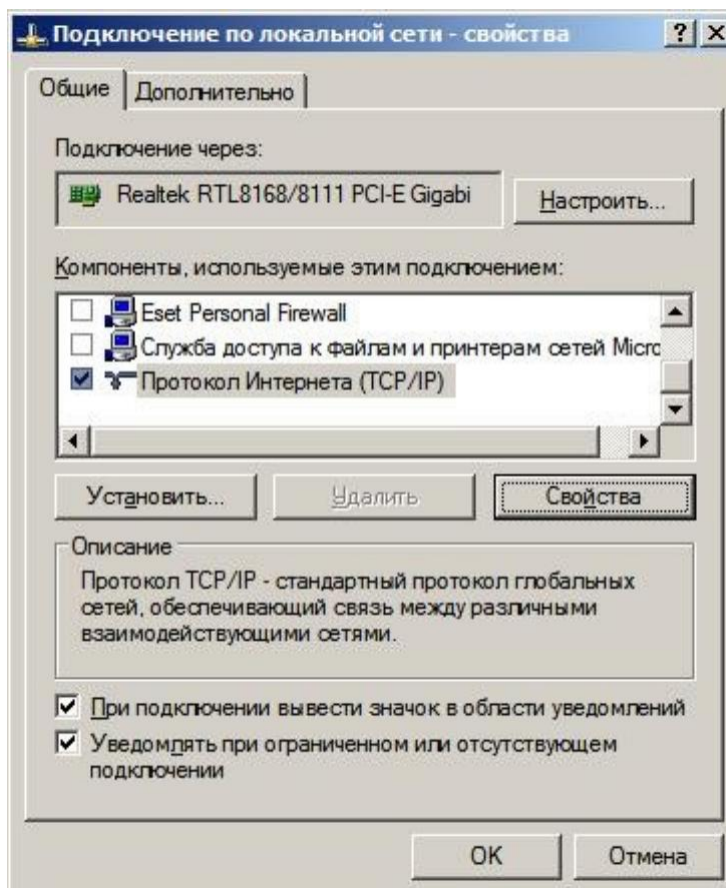 Подключение по локальной сети - свойства
Общие
Дополнительно
Подключение через:
Realtek RTL8168/8111 PCI-E Gigabi
Настроить...
Компоненты, используемые этим подключением:
Eset Personal Firewall
Служба доступа к файлам и принтерам сетей Micro
Протокол Интернета (TCP/IP)
Установить...
Удалить
Свойства
Описание
Протокол TCP/IP - стандартный протокол глобальных
сетей, обеспечивающий связь между различными
взаимодействующими сетями.
При подключении вывести значок в области уведомлений
Уведомлять при ограниченном или отсутствующем
подключении
OK
Отмена